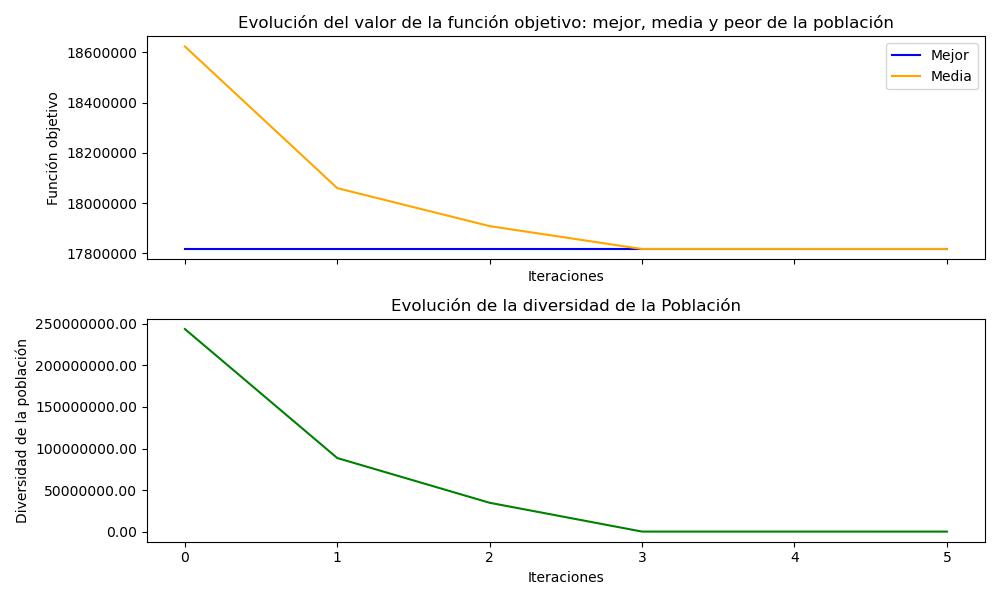 Evolución del valor de la función objetivo: mejor, media y peor de la población
18600000
18400000
18200000
18000000
17800000
Función objetivo
Mejor
Media
Iteraciones
Evolución de la diversidad de la Población
250000000.00
200000000.00
150000000.00
100000000.00
50000000.00
0.00
Diversidad de la población
0 1 2 3 4 5
Iteraciones